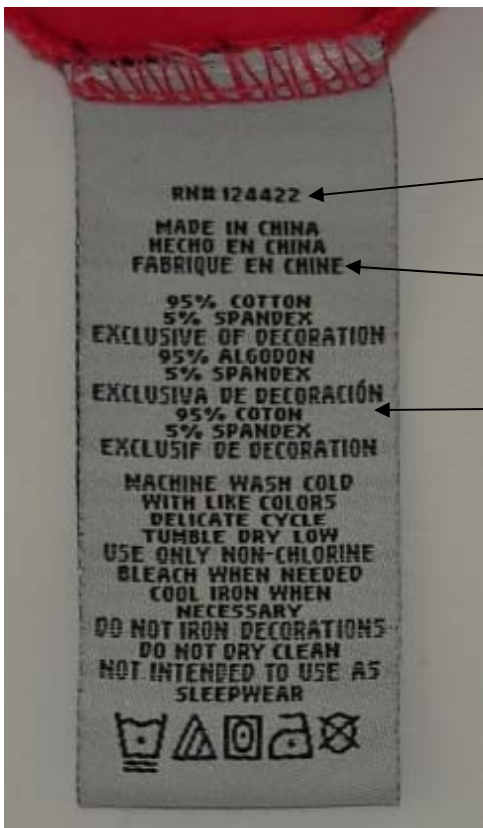 RN# 124422
MADE IN CHINA
HECHO EN CHINA
FABRIQUE EN CHINE
95% COTTON
5% SPANDEX
EXCLUSIVE OF DECORATION
95% ALGODON
5% SPANDEX
EXCLUSIVA DE DECORACIÓN
95% COTON
5% SPANDEX
EXCLUSIF DE DECORATION
MACHINE WASH COLD
WITH LIKE COLORS
DELICATE CYCLE
TUMBLE DRY LOW
USE ONLY NON-CHLORINE
BLEACH WHEN NEEDED
COOL IRON WHEN
NECESSARY
DO NOT IRON DECORATIONS
DO NOT DRY CLEAN
NOT INTENDED TO USE AS
SLEEPWEAR